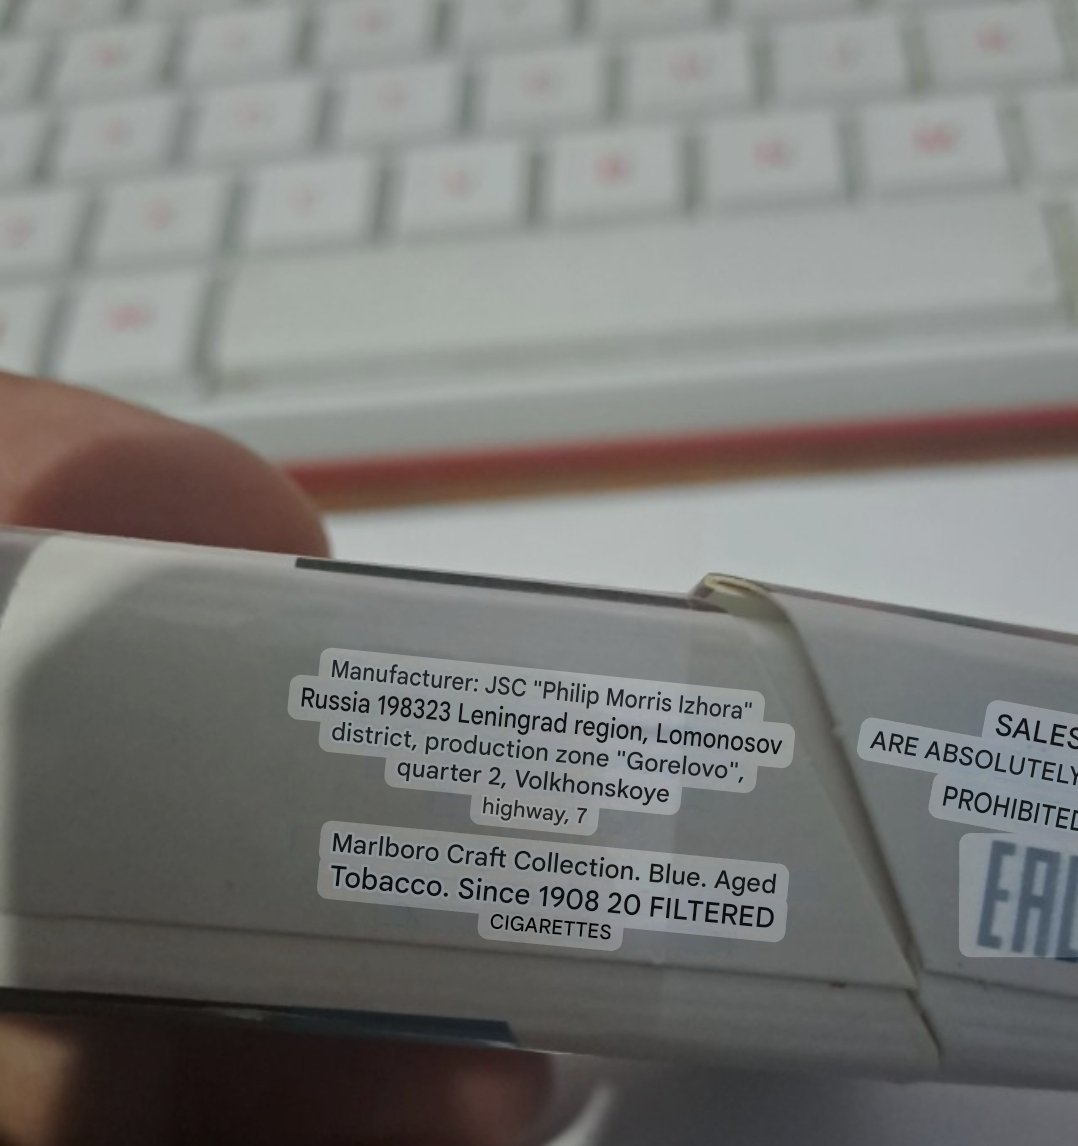 Manufacturer: JSC "Philip Morris Izhora"
Russia 198323 Leningrad region, Lomonosov
district, production zone "Gorelovo",
quarter 2, Volkhonskoye
highway, 7
Marlboro Craft Collection. Blue. Aged
Tobacco. Since 1908 20 FILTERED
CIGARETTES
SALES
ARE ABSOLUTELY
PROHIBITED
EAC